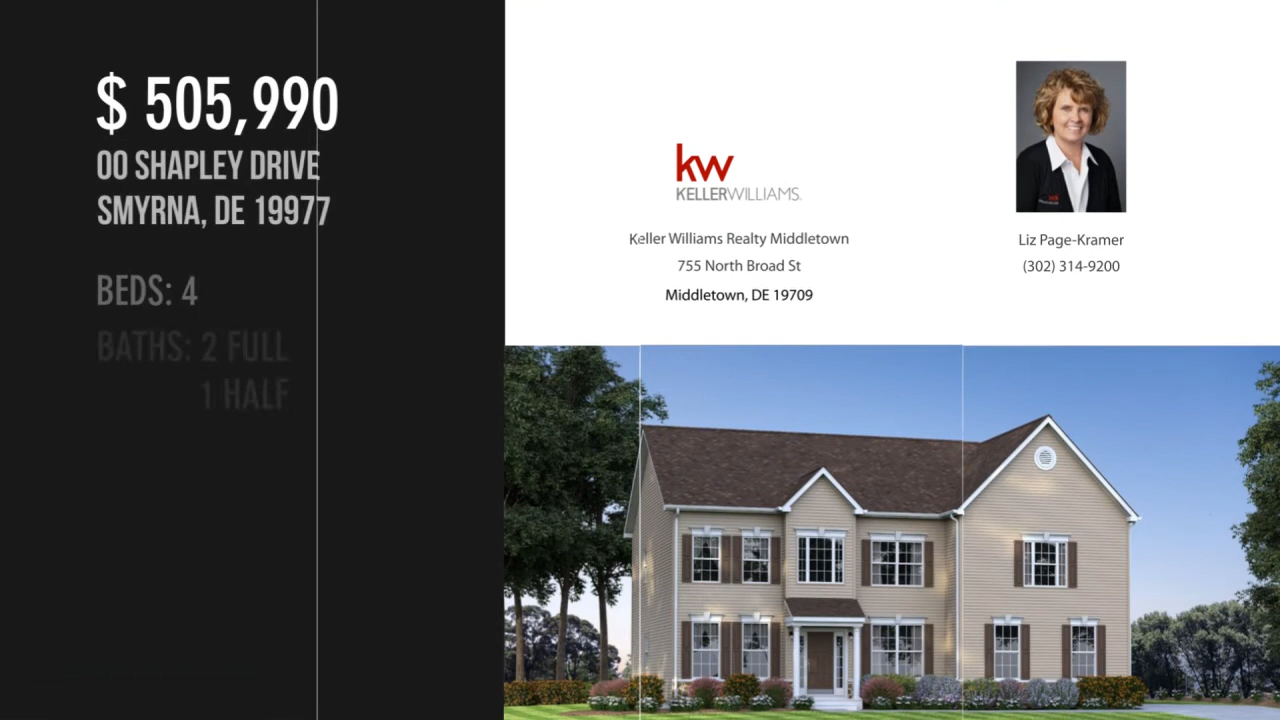 $ 505,990
00 SHAPLEY DRIVE
SMYRNA, DE 19977
BEDS: 4
BATHS: 2 FULL
1 HALF
kw
KELLERWILLIAMS.
Keller Williams Realty Middletown
755 North Broad St
Middletown, DE 19709
Liz Page-Kramer
(302) 314-9200